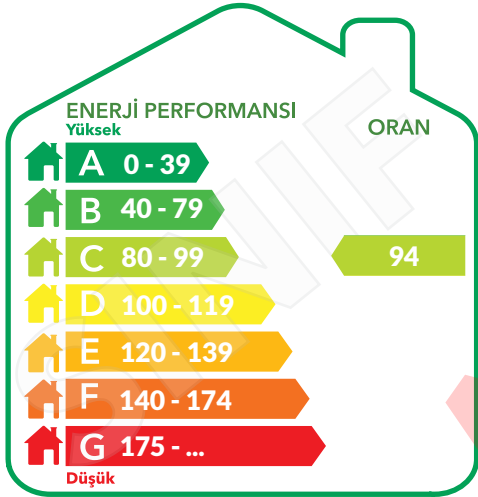 ENERJİ PERFORMANSI
Yüksek
ORAN
A 0 - 39
B 40 - 79
C 80 - 99
94
D 100 - 119
E 120 - 139
F 140 - 174
G 175 - ...
Düşük
SINIF